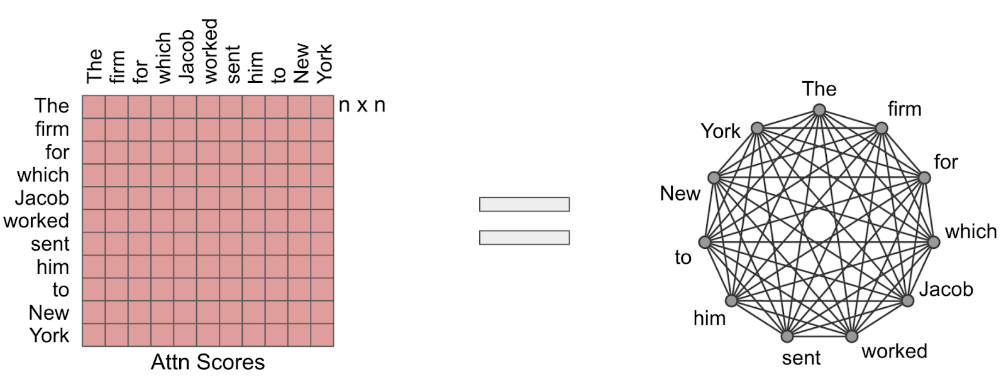 The
firm
for
which
Jacob
worked
sent
him
to
New
York
The
firm
for
which
Jacob
worked
sent
him
to
New
York
n x n
Attn Scores
The
firm
for
which
Jacob
worked
sent
him
to
New
York